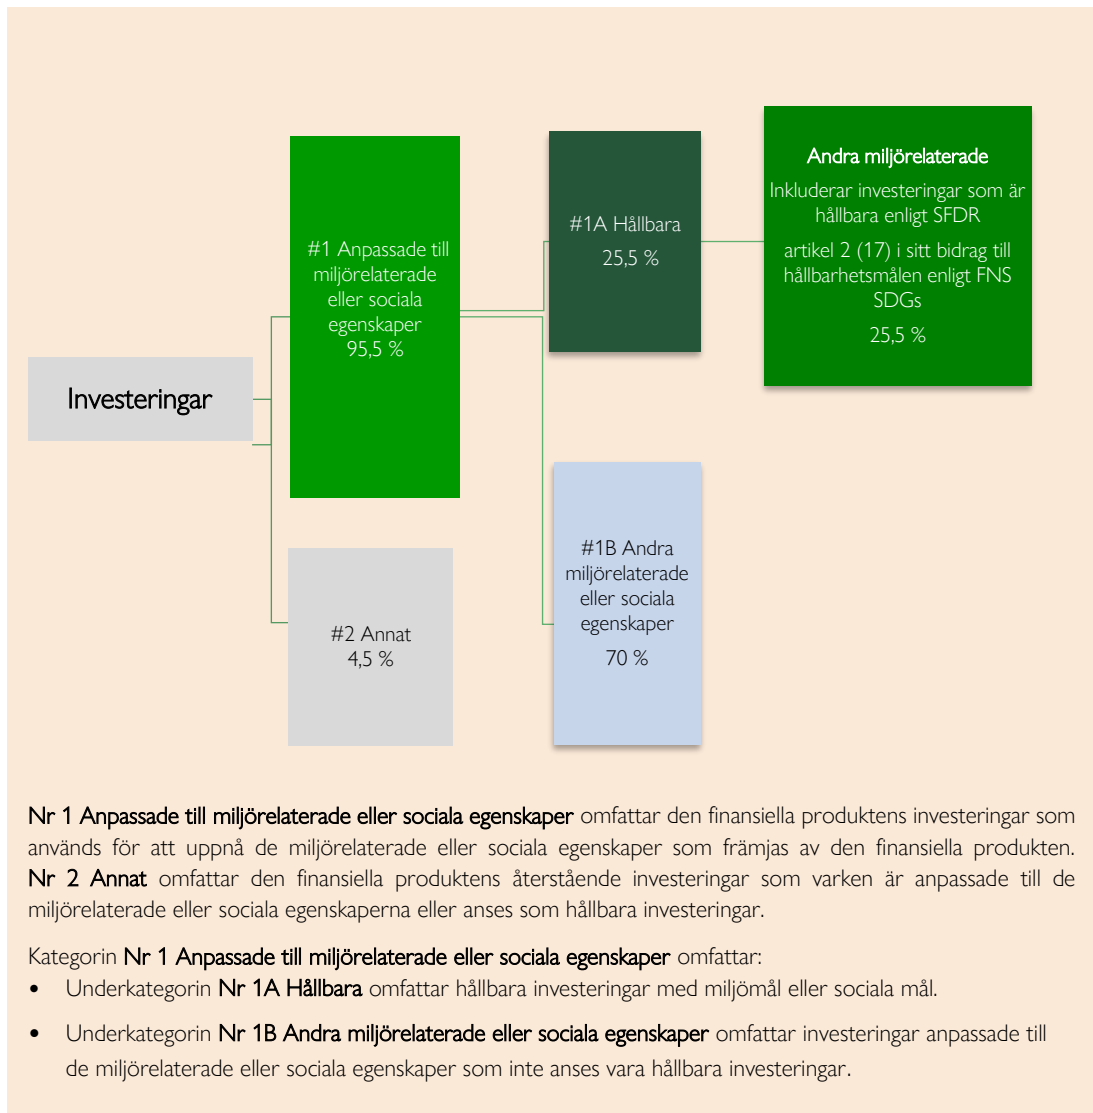 Investeringar
#1 Anpassade till
miljörelaterade
eller sociala
egenskaper
95,5 %
#2 Annat
4,5 %
#1A Hållbara
25,5 %
#1B Andra
miljörelaterade
eller sociala
egenskaper
70 %
Andra miljörelaterade
Inkluderar investeringar som är
hållbara enligt SFDR
artikel 2 (17) i sitt bidrag till
hållbarhetsmålen enligt FNS
SDGs
25,5 %
Nr 1 Anpassade till miljörelaterade eller sociala egenskaper omfattar den finansiella produktens investeringar som
används för att uppnå de miljörelaterade eller sociala egenskaper som främjas av den finansiella produkten.
Nr 2 Annat omfattar den finansiella produktens återstående investeringar som varken är anpassade till de
miljörelaterade eller sociala egenskaperna eller anses som hållbara investeringar.
Kategorin Nr 1 Anpassade till miljörelaterade eller sociala egenskaper omfattar:
• Underkategorin Nr 1A Hållbara omfattar hållbara investeringar med miljömål eller sociala mål.
• Underkategorin Nr 1B Andra miljörelaterade eller sociala egenskaper omfattar investeringar anpassade till
de miljörelaterade eller sociala egenskaper som inte anses vara hållbara investeringar.